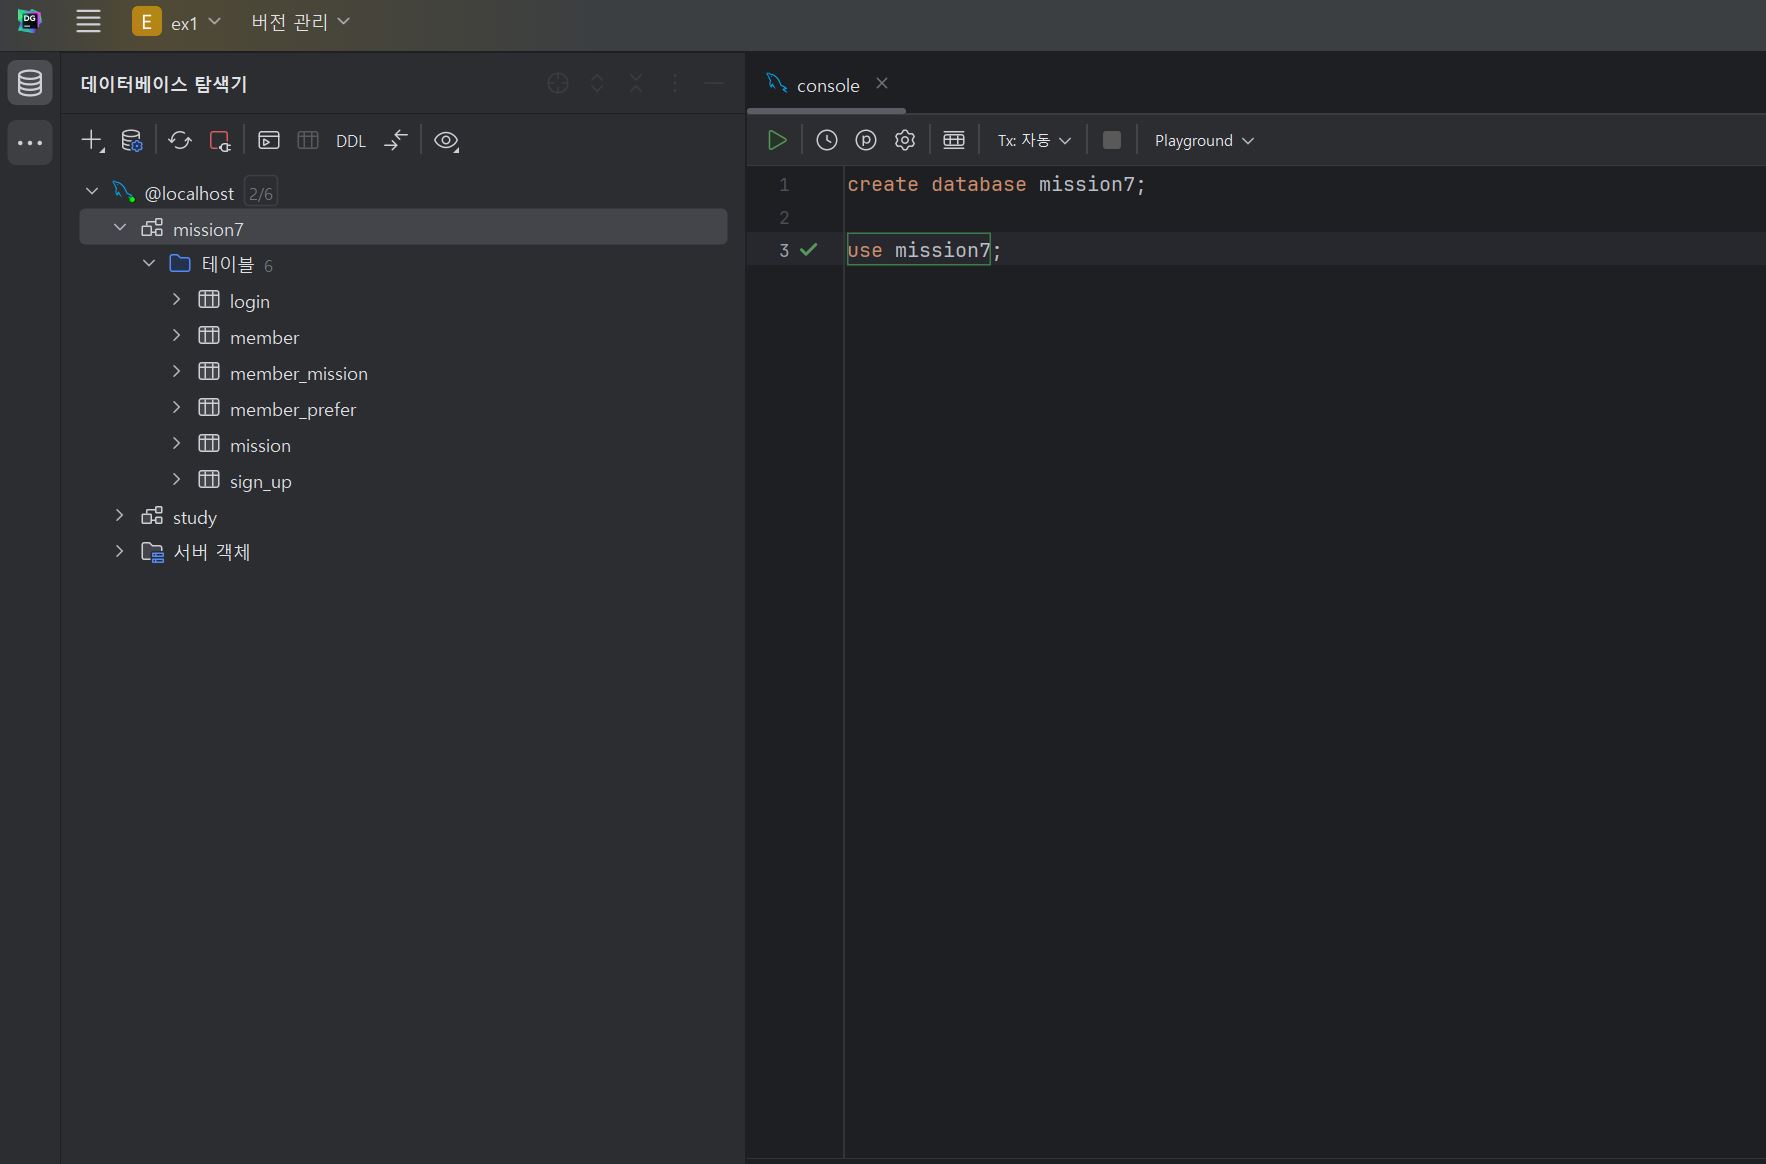 DG
E ex1 버전 관리
데이터베이스 탐색기
DDL
@localhost 2/6
mission7
테이블 6
login
member
member_mission
member_prefer
mission
sign_up
study
서버 객체
console
Tx: 자동 Playground
1 create database mission7;
2
3 use mission7;